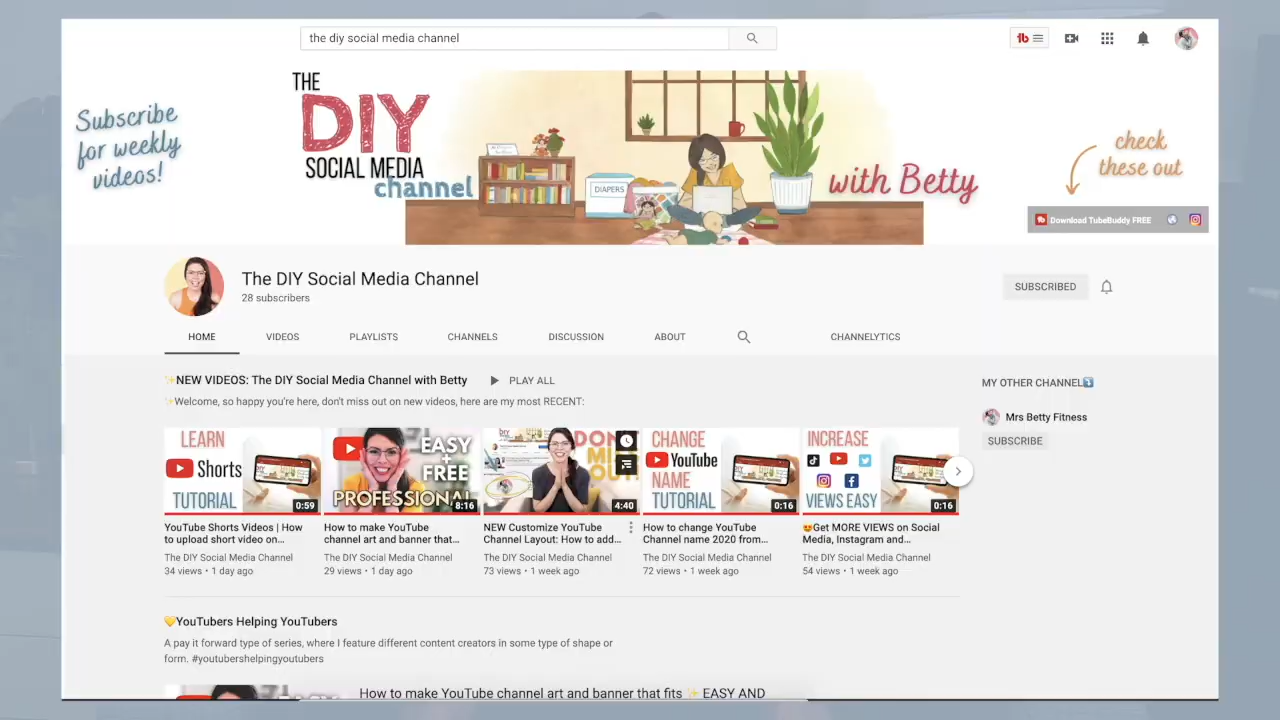 the diy social media channel
Subscribe
for weekly
videos!
THE
DIY
SOCIAL MEDIA
channel
DIAPERS
with Betty
check
these out
Download TubeBuddy FREE
The DIY Social Media Channel
28 subscribers
SUBSCRIBED
HOME VIDEOS PLAYLISTS CHANNELS DISCUSSION ABOUT CHANNELYTICS
✨NEW VIDEOS: The DIY Social Media Channel with Betty PLAY ALL
✨Welcome, so happy you're here, don't miss out on new videos, here are my most RECENT:
MY OTHER CHANNEL⤵️
Mrs Betty Fitness
SUBSCRIBE
LEARN
Shorts
TUTORIAL
0:59
EASY
+
FREE
PROFESSIONAL
8:16
4:40
CHANGE
YouTube
NAME
TUTORIAL
0:16
INCREASE
VIEWS EASY
0:16
YouTube Shorts Videos | How
to upload short video on...
The DIY Social Media Channel
34 views • 1 day ago
How to make YouTube
channel art and banner that...
The DIY Social Media Channel
29 views • 1 day ago
NEW Customize YouTube
Channel Layout: How to add...
The DIY Social Media Channel
73 views • 1 week ago
How to change YouTube
Channel name 2020 from...
The DIY Social Media Channel
72 views • 1 week ago
😍Get MORE VIEWS on Social
Media, Instagram and...
The DIY Social Media Channel
54 views • 1 week ago
💛YouTubers Helping YouTubers
A pay it forward type of series, where I feature different content creators in some type of shape or
form. #youtubershelpingyoutubers
How to make YouTube channel art and banner that fits ✨ EASY AND